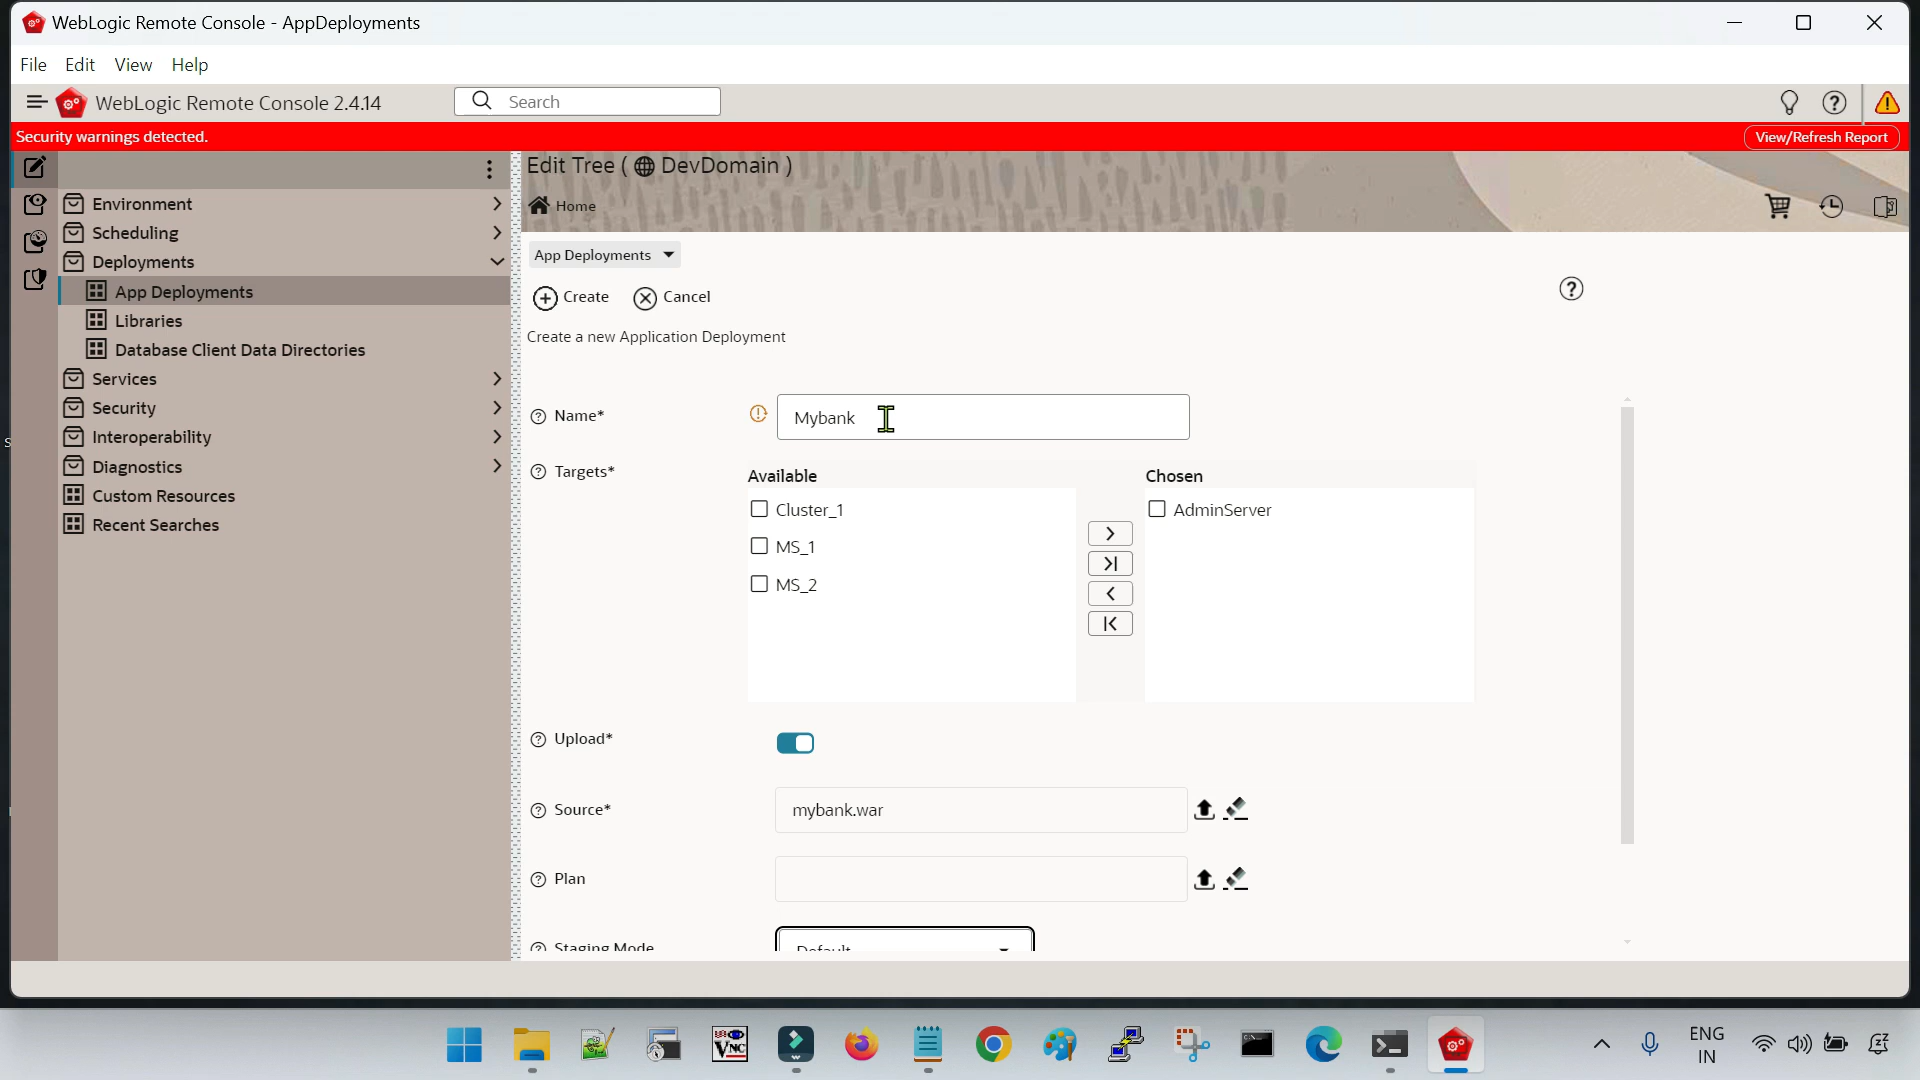 WebLogic Remote Console - AppDeployments
File Edit View Help
WebLogic Remote Console 2.4.14
Search
Security warnings detected.
View/Refresh Report
Edit Tree ( DevDomain )
Home
Environment
Scheduling
Deployments
App Deployments
Libraries
Database Client Data Directories
Services
Security
Interoperability
Diagnostics
Custom Resources
Recent Searches
App Deployments
Create Cancel
Create a new Application Deployment
Name* Mybank
Targets*
Available
Cluster_1
MS_1
MS_2
Chosen
AdminServer
Upload*
Source* mybank.war
Plan
Staging Mode Default
ENG
IN